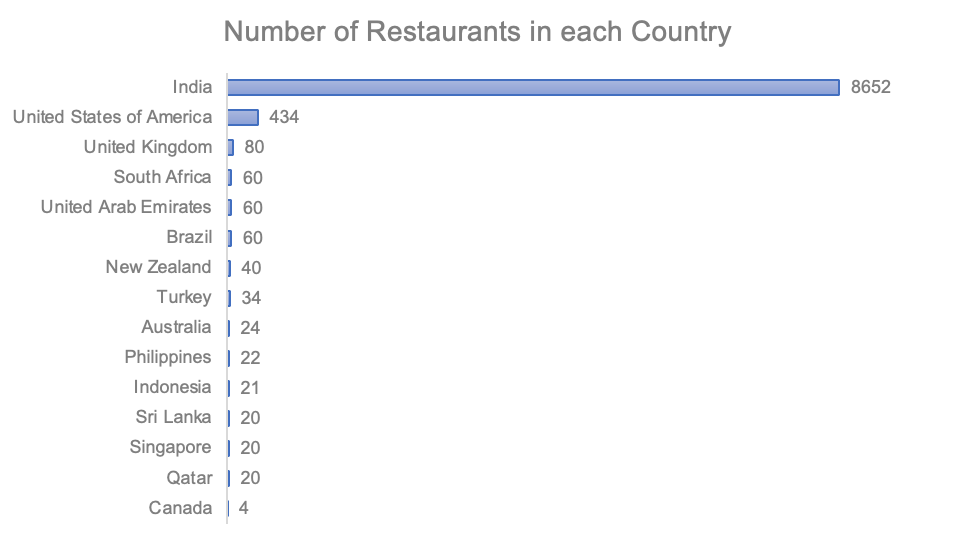 Number of Restaurants in each Country
India 8652
United States of America 434
United Kingdom 80
South Africa 60
United Arab Emirates 60
Brazil 60
New Zealand 40
Turkey 34
Australia 24
Philippines 22
Indonesia 21
Sri Lanka 20
Singapore 20
Qatar 20
Canada 4